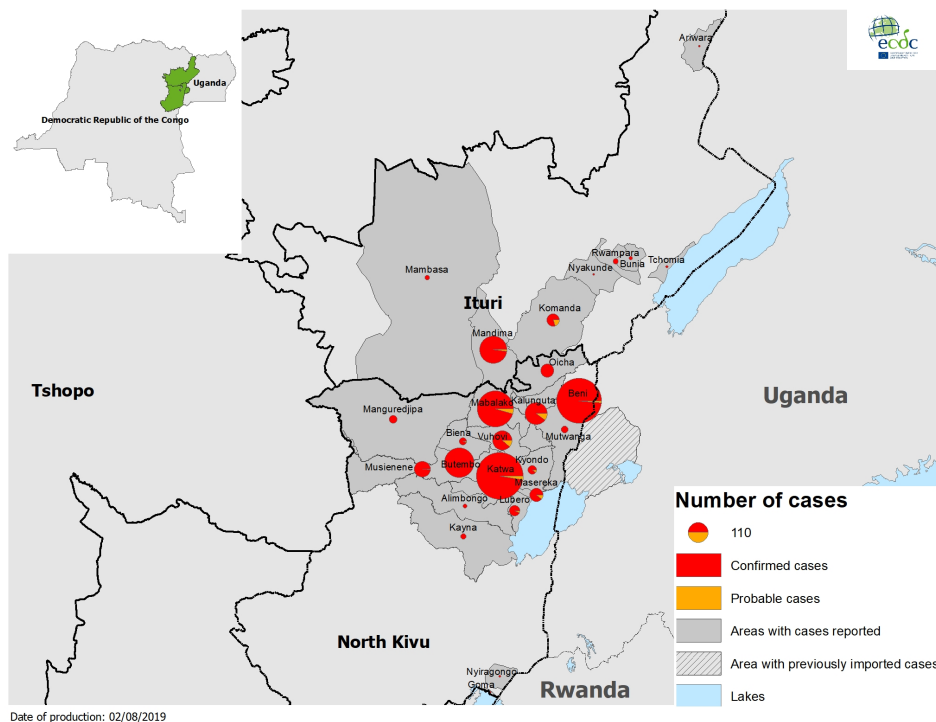 Ariwara
ecdc
Uganda
Democratic Republic of the Congo
Rwampara
Bunia
Tchomia
Nyakunde
Mambasa
Ituri
Komanda
Mandima
Oicha
Tshopo
Beni
Uganda
Mabalako
Kalunguta
Manguredjipa
Biena
Vuhovi
Mutwanga
Musienene
Butembo
Katwa
Kyondo
Masereka
Alimbongo
Lubero
Kayna
Number of cases
110
Confirmed cases
Probable cases
Areas with cases reported
Area with previously imported cases
Lakes
North Kivu
Nyiragongo
Goma
Rwanda
Date of production: 02/08/2019